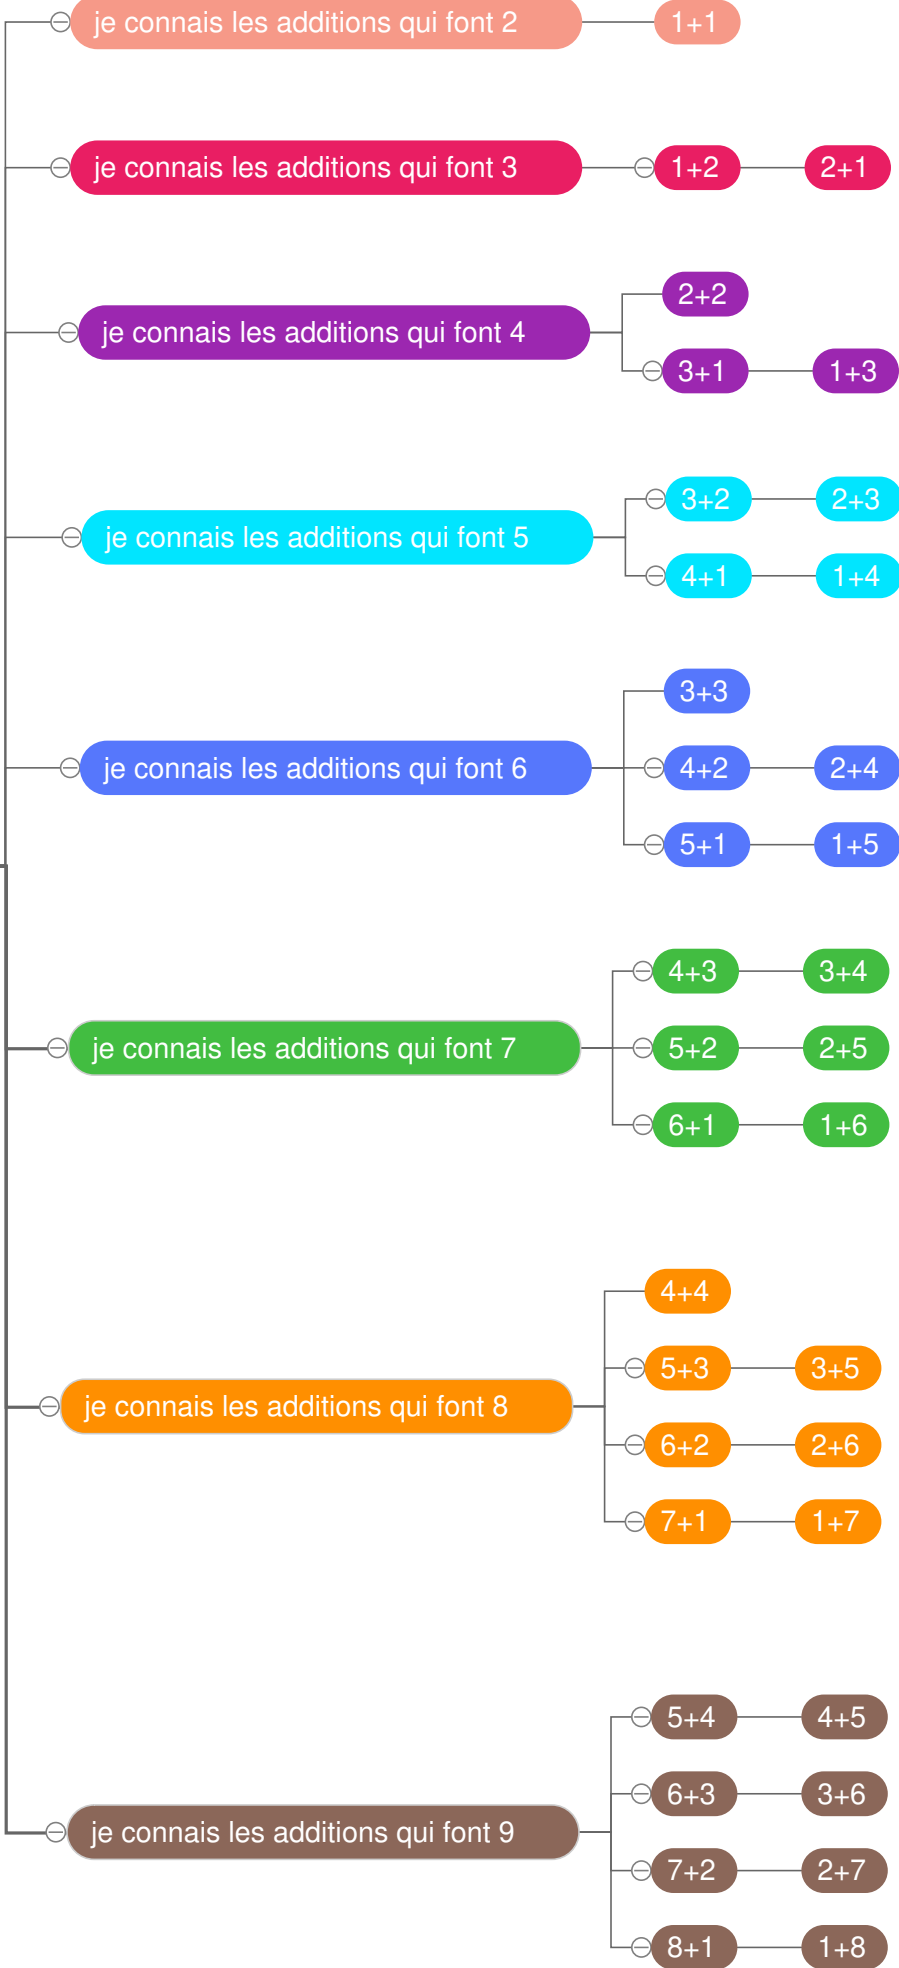 je connais les additions qui font 2
1+1
je connais les additions qui font 3
1+2 2+1
je connais les additions qui font 4
2+2
3+1 1+3
je connais les additions qui font 5
3+2 2+3
4+1 1+4
je connais les additions qui font 6
3+3
4+2 2+4
5+1 1+5
je connais les additions qui font 7
4+3 3+4
5+2 2+5
6+1 1+6
je connais les additions qui font 8
4+4
5+3 3+5
6+2 2+6
7+1 1+7
je connais les additions qui font 9
5+4 4+5
6+3 3+6
7+2 2+7
8+1 1+8